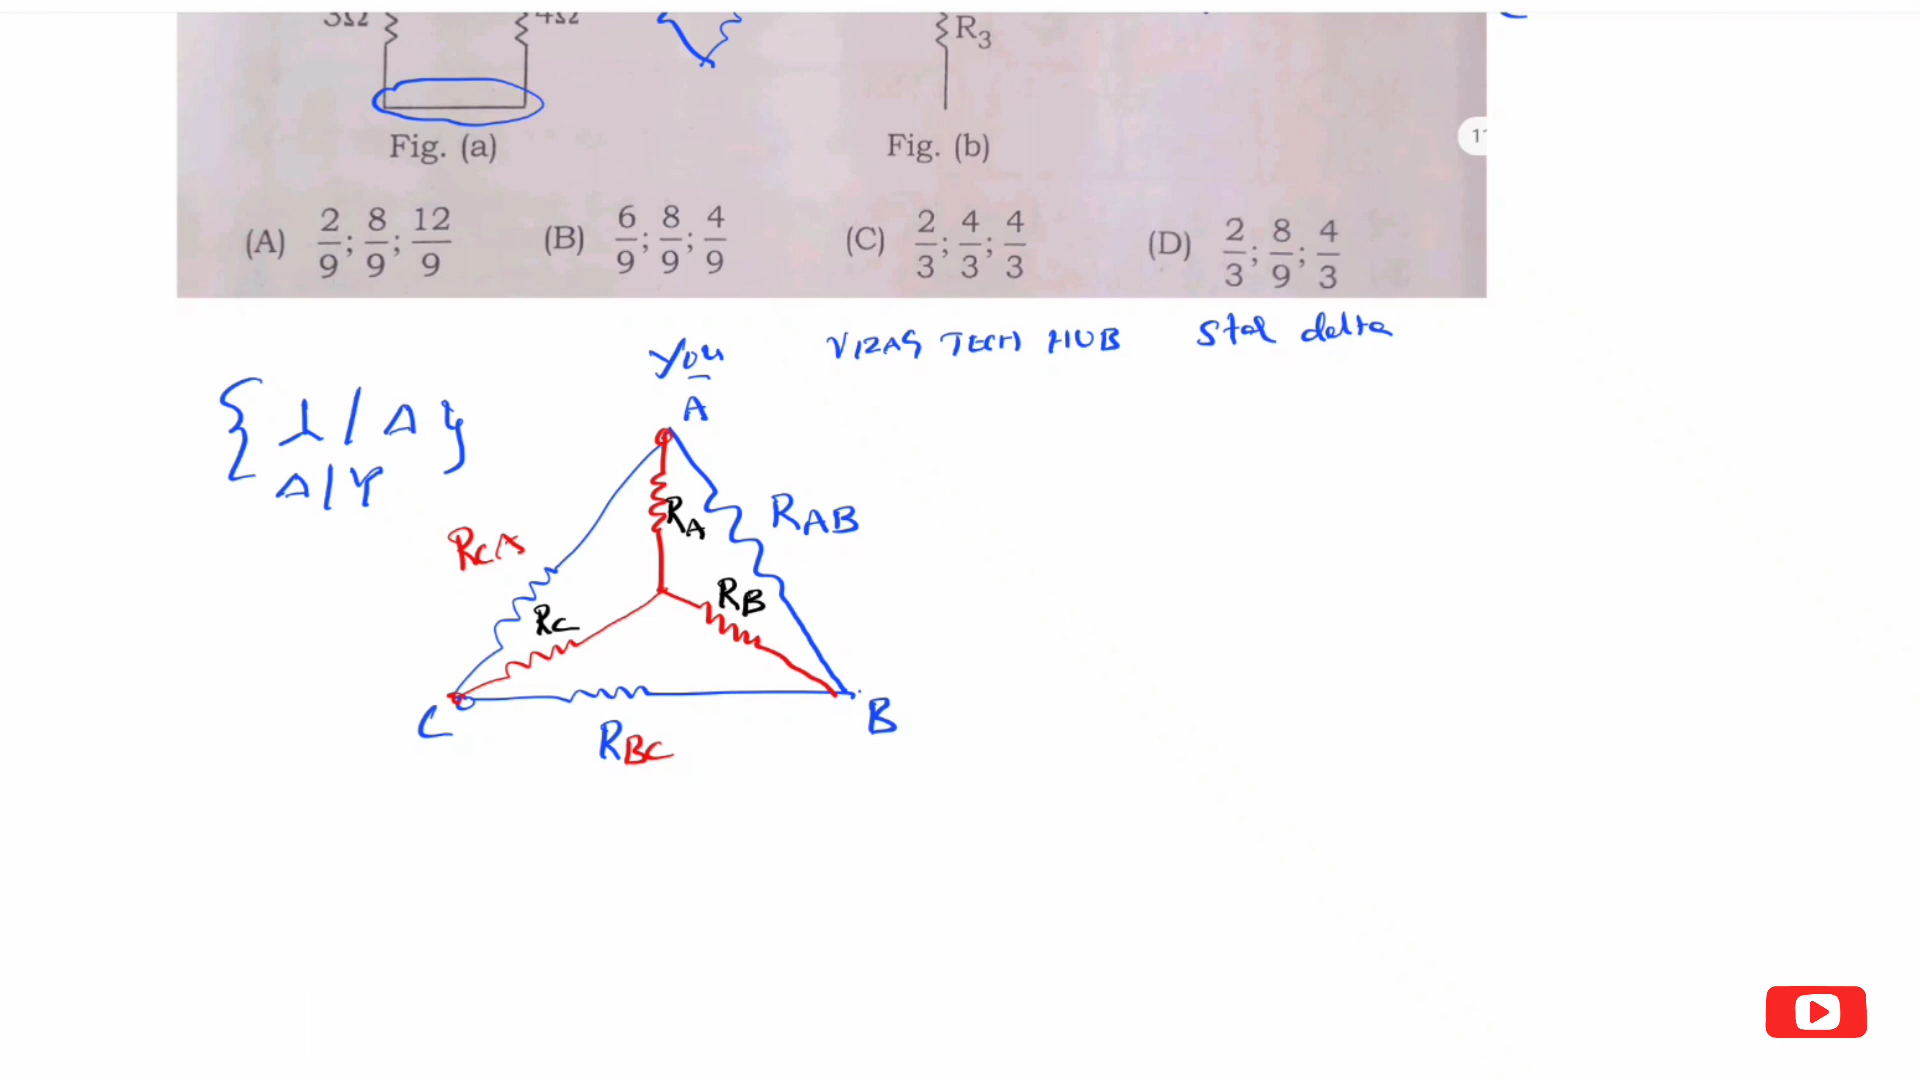 3Ω 4Ω R3
Fig. (a) Fig. (b)
(A) 2/9; 8/9; 12/9 (B) 6/9; 8/9; 4/9 (C) 2/3; 4/3; 4/3 (D) 2/3; 8/9; 4/3
You VIZAG TECH HUB Star delta
{ ⅄ / Δ }
Δ / Y
A
RA RAB
RCA
RB
RC
C B
RBC